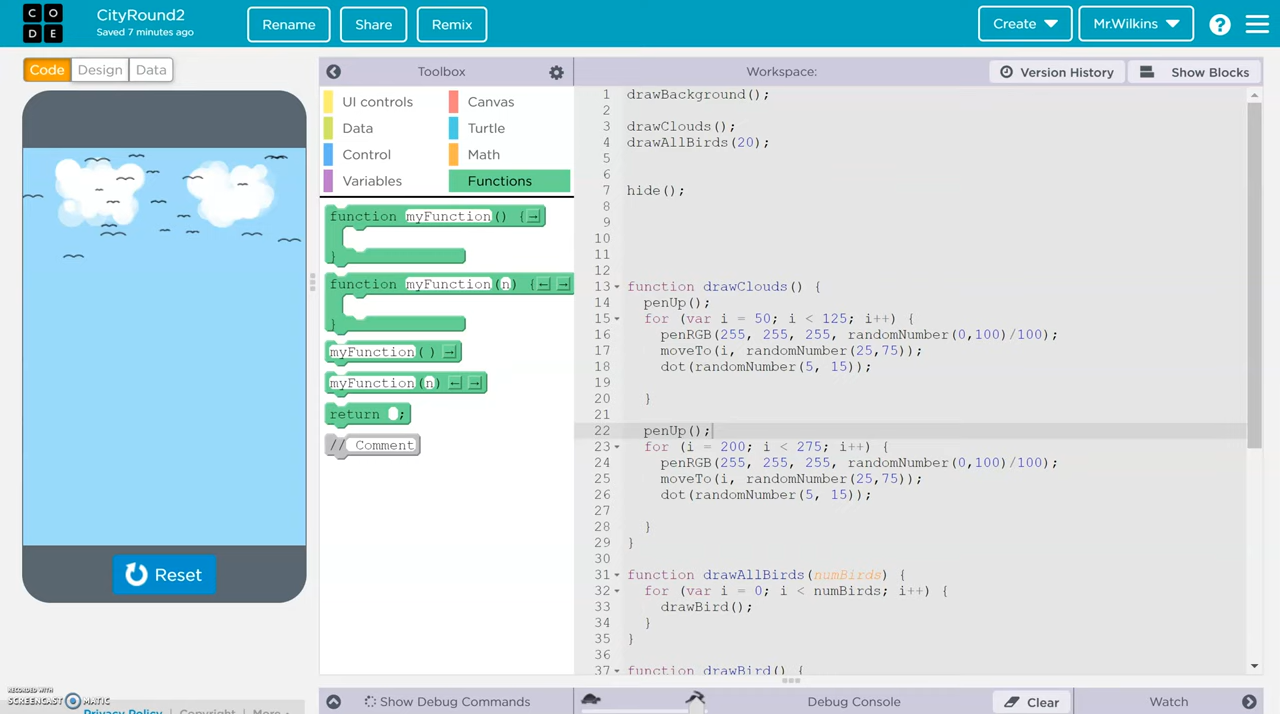 CODE
CityRound2
Saved 7 minutes ago
Rename
Share
Remix
Create
Mr.Wilkins
?
Code
Design
Data
Toolbox
Workspace:
Version History
Show Blocks
UI controls
Canvas
Data
Turtle
Control
Math
Variables
Functions
function myFunction() {
}
function myFunction(n) {
}
myFunction()
myFunction(n)
return ;
// Comment
1 drawBackground();
2
3 drawClouds();
4 drawAllBirds(20);
5
6
7 hide();
8
9
10
11
12
13 function drawClouds() {
14 penUp();
15 for (var i = 50; i < 125; i++) {
16 penRGB(255, 255, 255, randomNumber(0,100)/100);
17 moveTo(i, randomNumber(25,75));
18 dot(randomNumber(5, 15));
19
20 }
21
22 penUp();
23 for (i = 200; i < 275; i++) {
24 penRGB(255, 255, 255, randomNumber(0,100)/100);
25 moveTo(i, randomNumber(25,75));
26 dot(randomNumber(5, 15));
27
28 }
29 }
30
31 function drawAllBirds(numBirds) {
32 for (var i = 0; i < numBirds; i++) {
33 drawBird();
34 }
35 }
36
37 function drawBird() {
Reset
RECORDED WITH
SCREENCAST MATIC
Privacy Policy
Copyright
More
Show Debug Commands
Debug Console
Clear
Watch